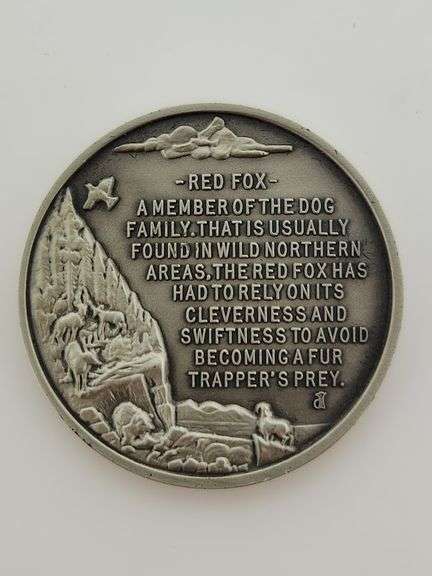 -RED FOX-
A MEMBER OF THE DOG
FAMILY. THAT IS USUALLY
FOUND IN WILD NORTHERN
AREAS, THE RED FOX HAS
HAD TO RELY ON ITS
CLEVERNESS AND
SWIFTNESS TO AVOID
BECOMING A FUR
TRAPPER'S PREY.